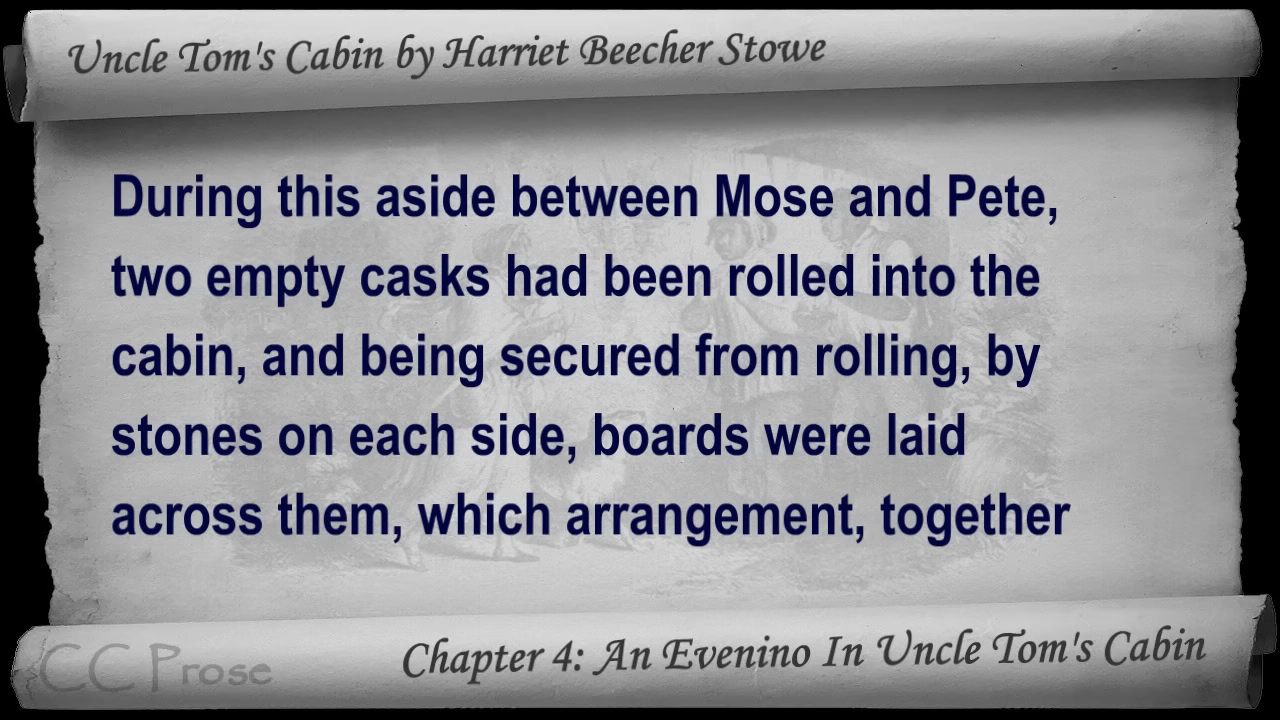 Uncle Tom's Cabin by Harriet Beecher Stowe
During this aside between Mose and Pete,
two empty casks had been rolled into the
cabin, and being secured from rolling, by
stones on each side, boards were laid
across them, which arrangement, together
CC Prose
Chapter 4: An Evenino In Uncle Tom's Cabin